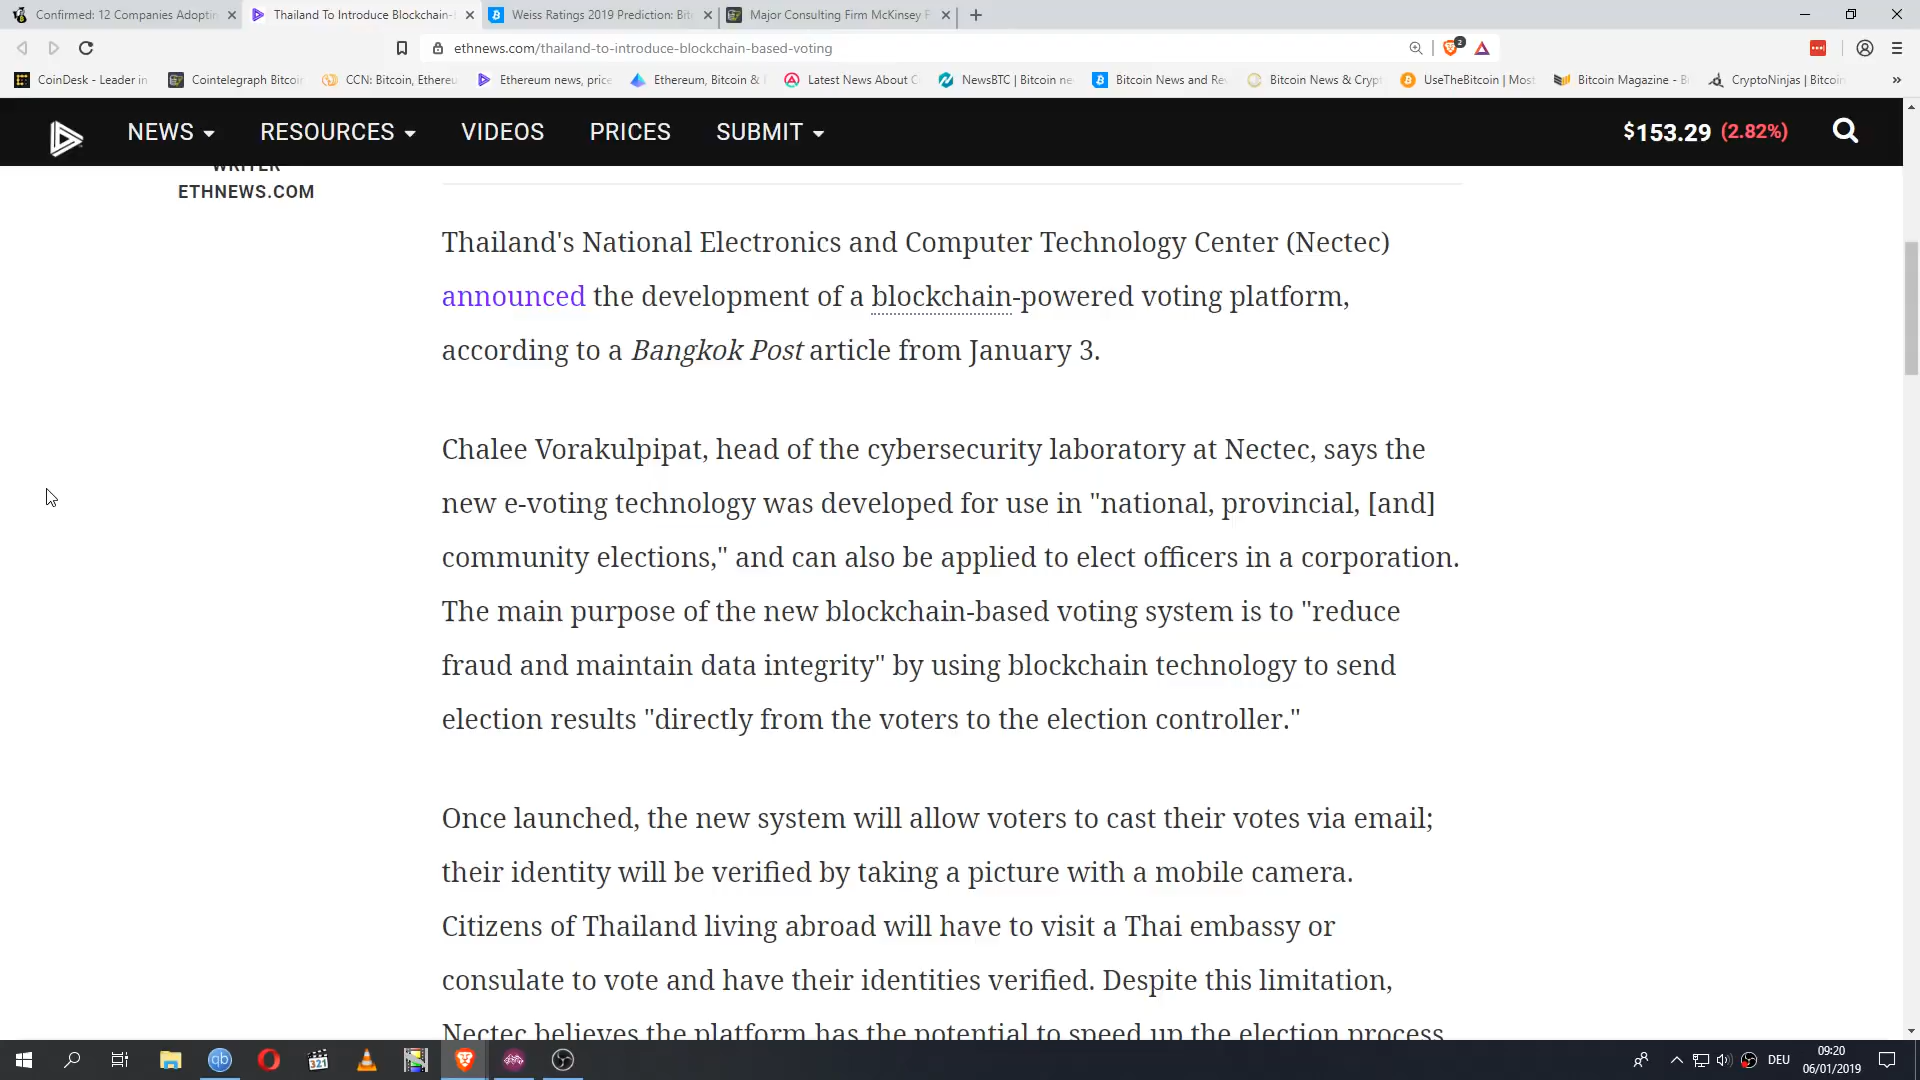 Confirmed: 12 Companies Adoptin
Thailand To Introduce Blockchain-
Weiss Ratings 2019 Prediction: Bit
Major Consulting Firm McKinsey F
ethnews.com/thailand-to-introduce-blockchain-based-voting
2
CoinDesk - Leader in
Cointelegraph Bitcoi
CCN: Bitcoin, Ethereu
Ethereum news, price
Ethereum, Bitcoin &
Latest News About C
NewsBTC | Bitcoin ne
Bitcoin News and Re
Bitcoin News & Crypt
UseTheBitcoin | Most
Bitcoin Magazine - B
CryptoNinjas | Bitcoi
»
NEWS
RESOURCES
VIDEOS
PRICES
SUBMIT
$153.29 (2.82%)
WRITER
ETHNEWS.COM
Thailand's National Electronics and Computer Technology Center (Nectec)
announced the development of a blockchain-powered voting platform,
according to a Bangkok Post article from January 3.
Chalee Vorakulpipat, head of the cybersecurity laboratory at Nectec, says the
new e-voting technology was developed for use in "national, provincial, [and]
community elections," and can also be applied to elect officers in a corporation.
The main purpose of the new blockchain-based voting system is to "reduce
fraud and maintain data integrity" by using blockchain technology to send
election results "directly from the voters to the election controller."
Once launched, the new system will allow voters to cast their votes via email;
their identity will be verified by taking a picture with a mobile camera.
Citizens of Thailand living abroad will have to visit a Thai embassy or
consulate to vote and have their identities verified. Despite this limitation,
Nectec believes the platform has the potential to speed up the election process
qb
321
DEU
09:20
06/01/2019